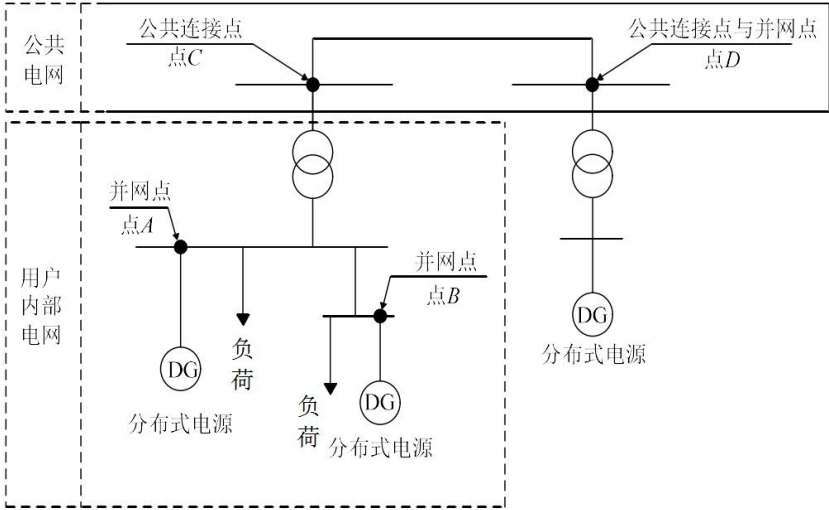 公共
电网
公共连接点
点C
公共连接点与并网点
点D
并网点
点A
并网点
点B
用户
内部
电网
负
荷
负
荷
DG
DG
DG
分布式电源
分布式电源
分布式电源